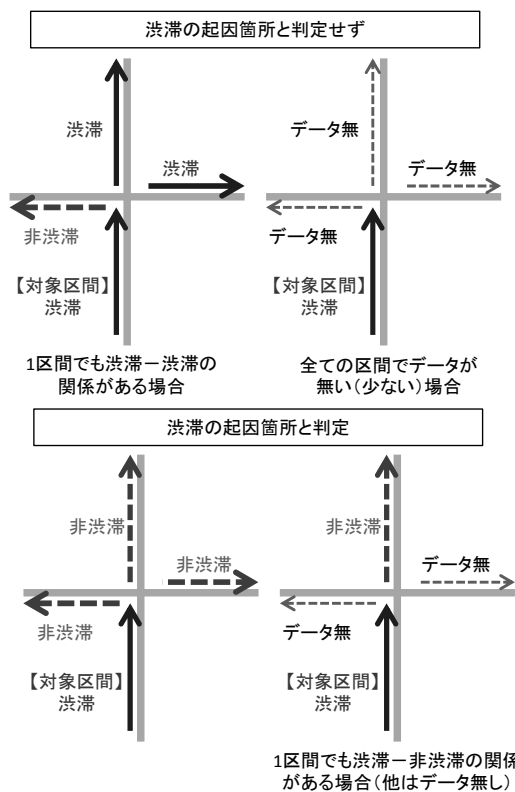 渋滞の起因箇所と判定せず
渋滞
渋滞
非渋滞
【対象区間】
渋滞
1区間でも渋滞－渋滞の
関係がある場合
データ無
データ無
データ無
【対象区間】
渋滞
全ての区間でデータが
無い（少ない）場合
渋滞の起因箇所と判定
非渋滞
非渋滞
非渋滞
【対象区間】
渋滞
非渋滞
データ無
データ無
【対象区間】
渋滞
1区間でも渋滞－非渋滞の関係
がある場合（他はデータ無し）